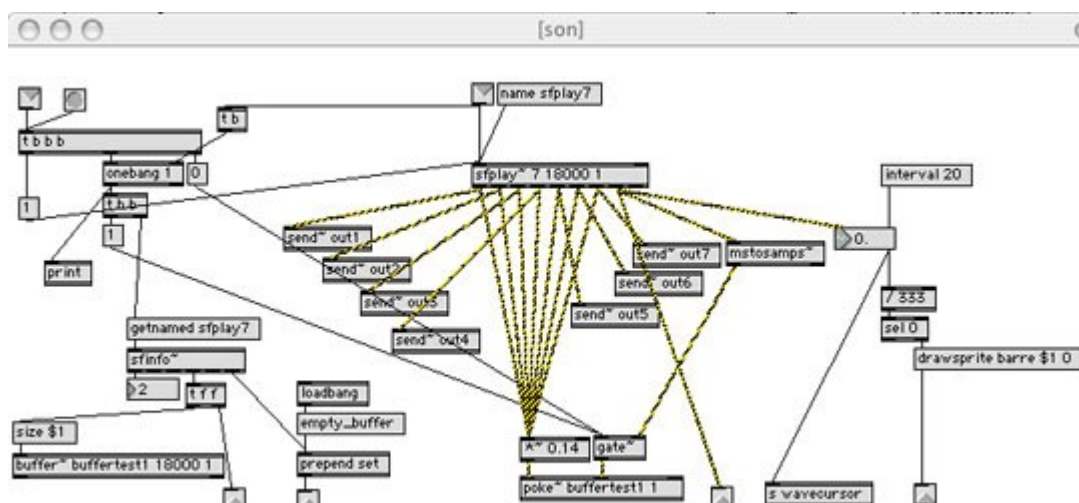 [son]
name sfplay7
t b
t b b b
onebang 1
0
sfplay~ 7 18000 1
interval 20
1
t b b
1
send~ out1
0.
send~ out7
mstosamps~
print
send~ out2
send~ out6
send~ out3
/ 333
send~ out5
getnamed sfplay7
send~ out4
sel 0
sfinfo~
drawsprite barre $1 0
2
t f f
loadbang
empty_buffer
size $1
*~ 0.14
gate~
buffer~ buffertest1 18000 1
prepend set
poke~ buffertest1 1
s wavecursor